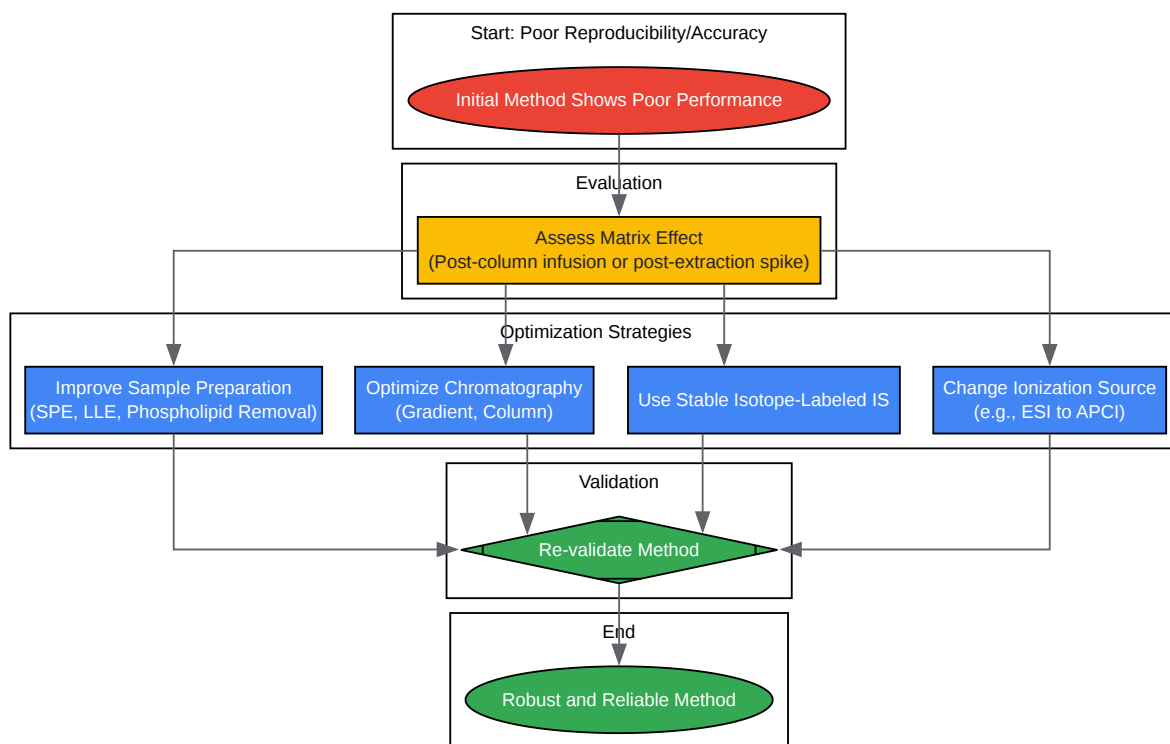 Start: Poor Reproducibility/Accuracy
Initial Method Shows Poor Performance
Evaluation
Assess Matrix Effect
(Post-column infusion or post-extraction spike)
Optimization Strategies
Improve Sample Preparation
(SPE, LLE, Phospholipid Removal)
Optimize Chromatography
(Gradient, Column)
Use Stable Isotope-Labeled IS
Change Ionization Source
(e.g., ESI to APCI)
Validation
Re-validate Method
End
Robust and Reliable Method